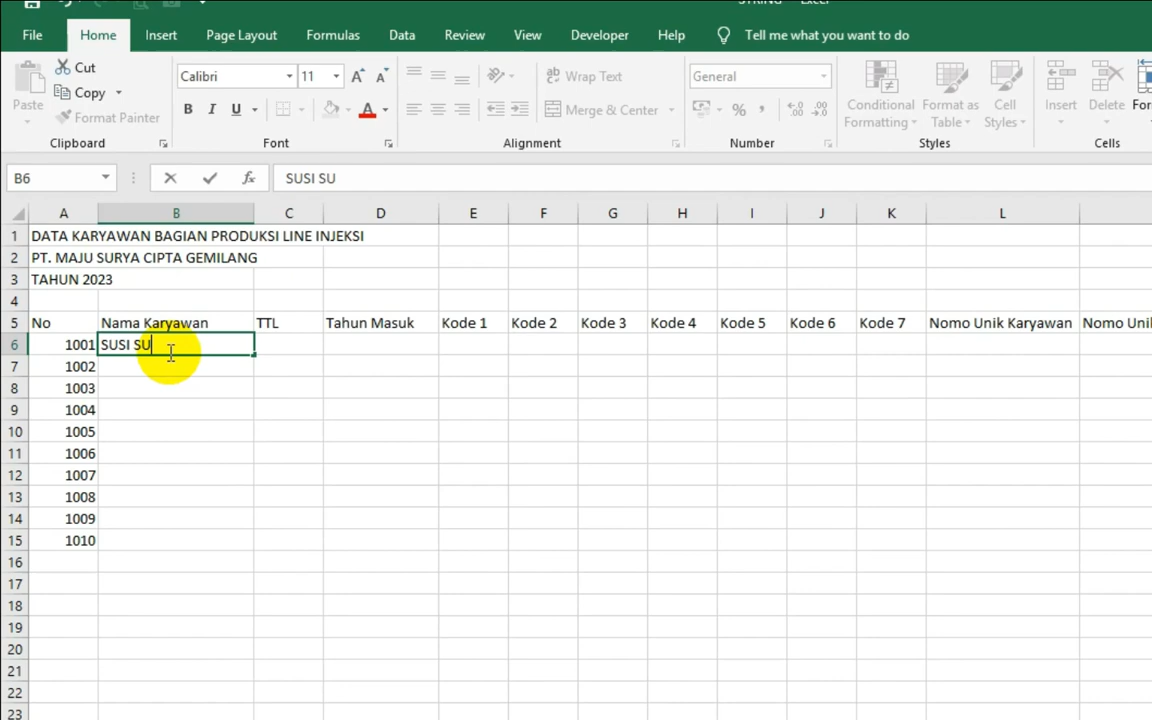 File Home Insert Page Layout Formulas Data Review View Developer Help Tell me what you want to do
Cut
Copy
Format Painter
Paste
Clipboard
Calibri 11
B I U A
Font
Wrap Text
Merge & Center
Alignment
General
% ,
Number
Conditional Formatting
Format as Table
Cell Styles
Styles
Insert Delete
Cells
B6 fx SUSI SU
A B C D E F G H I J K L
1 DATA KARYAWAN BAGIAN PRODUKSI LINE INJEKSI
2 PT. MAJU SURYA CIPTA GEMILANG
3 TAHUN 2023
4
5 No Nama Karyawan TTL Tahun Masuk Kode 1 Kode 2 Kode 3 Kode 4 Kode 5 Kode 6 Kode 7 Nomo Unik Karyawan Nomo Uni
6 1001 SUSI SU
7 1002
8 1003
9 1004
10 1005
11 1006
12 1007
13 1008
14 1009
15 1010
16
17
18
19
20
21
22
23